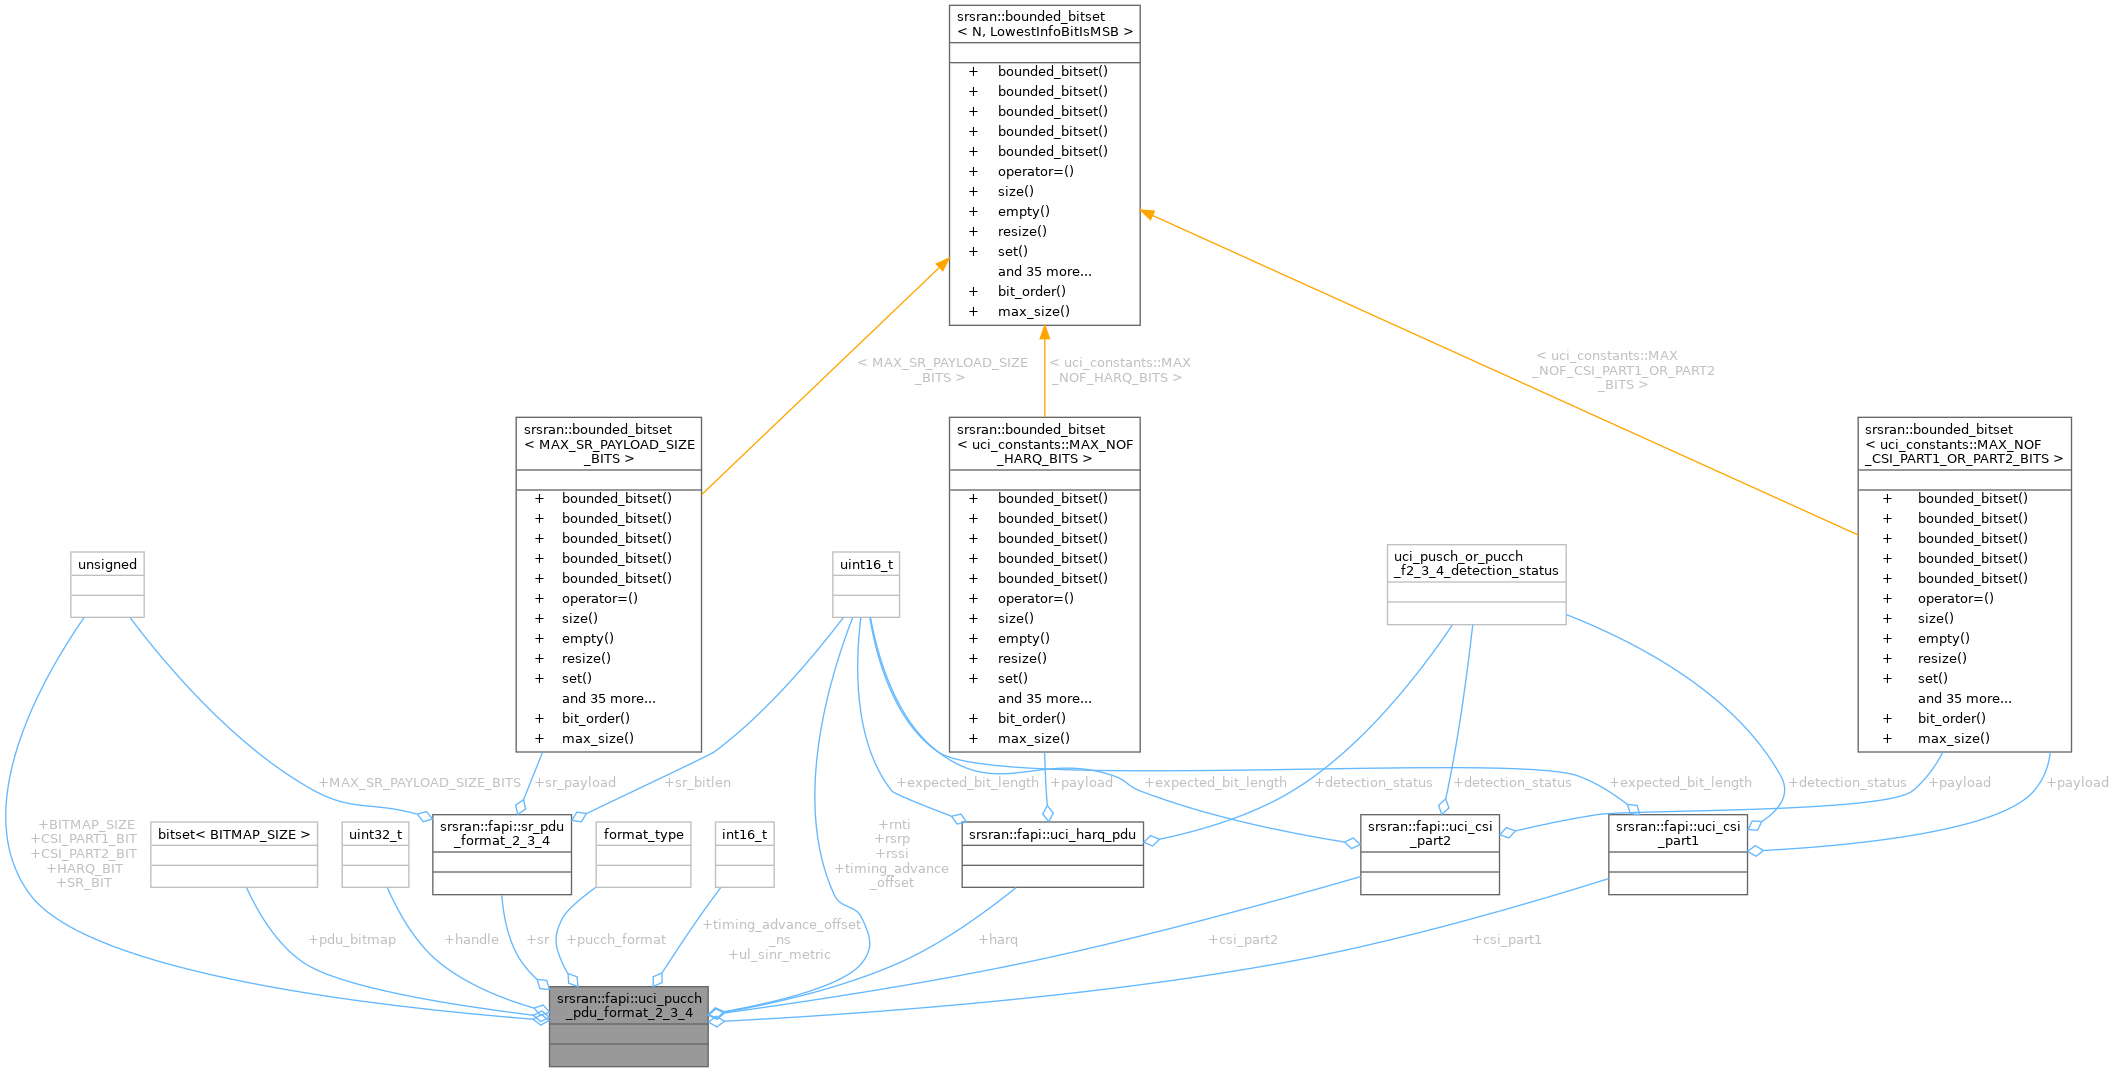 srsran::bounded_bitset
< N, LowestInfoBitIsMSB >
+ bounded_bitset()
+ bounded_bitset()
+ bounded_bitset()
+ bounded_bitset()
+ bounded_bitset()
+ operator=()
+ size()
+ empty()
+ resize()
+ set()
and 35 more...
+ bit_order()
+ max_size()
< MAX_SR_PAYLOAD_SIZE
_BITS >
< uci_constants::MAX
_NOF_HARQ_BITS >
< uci_constants::MAX
_NOF_CSI_PART1_OR_PART2
_BITS >
srsran::bounded_bitset
< MAX_SR_PAYLOAD_SIZE
_BITS >
+ bounded_bitset()
+ bounded_bitset()
+ bounded_bitset()
+ bounded_bitset()
+ bounded_bitset()
+ operator=()
+ size()
+ empty()
+ resize()
+ set()
and 35 more...
+ bit_order()
+ max_size()
srsran::bounded_bitset
< uci_constants::MAX_NOF
_HARQ_BITS >
+ bounded_bitset()
+ bounded_bitset()
+ bounded_bitset()
+ bounded_bitset()
+ bounded_bitset()
+ operator=()
+ size()
+ empty()
+ resize()
+ set()
and 35 more...
+ bit_order()
+ max_size()
srsran::bounded_bitset
< uci_constants::MAX_NOF
_CSI_PART1_OR_PART2_BITS >
+ bounded_bitset()
+ bounded_bitset()
+ bounded_bitset()
+ bounded_bitset()
+ bounded_bitset()
+ operator=()
+ size()
+ empty()
+ resize()
+ set()
and 35 more...
+ bit_order()
+ max_size()
unsigned
uint16_t
uci_pusch_or_pucch
_f2_3_4_detection_status
+MAX_SR_PAYLOAD_SIZE_BITS
+sr_payload
+sr_bitlen
+expected_bit_length
+payload
+expected_bit_length
+detection_status
+detection_status
+expected_bit_length
+detection_status
+payload
+payload
+BITMAP_SIZE
+CSI_PART1_BIT
+CSI_PART2_BIT
+HARQ_BIT
+SR_BIT
bitset< BITMAP_SIZE >
uint32_t
srsran::fapi::sr_pdu
_format_2_3_4
format_type
int16_t
+rnti
+rsrp
+rssi
+timing_advance
_offset
srsran::fapi::uci_harq_pdu
srsran::fapi::uci_csi
_part2
srsran::fapi::uci_csi
_part1
+pdu_bitmap
+handle
+sr
+pucch_format
+timing_advance_offset
_ns
+ul_sinr_metric
+harq
+csi_part2
+csi_part1
srsran::fapi::uci_pucch
_pdu_format_2_3_4